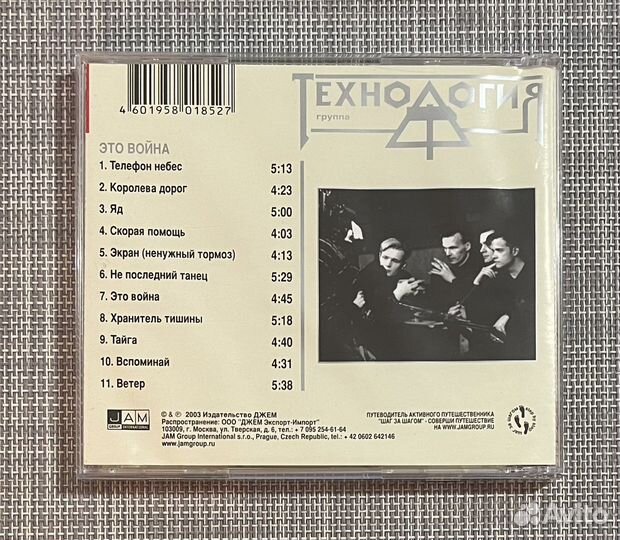 4 601958 018527
ТЕХНОЛОГИЯ
группа
ЭТО ВОЙНА
1. Телефон небес 5:13
2. Королева дорог 4:23
3. Яд 5:00
4. Скорая помощь 4:03
5. Экран (ненужный тормоз) 4:13
6. Не последний танец 5:29
7. Это война 4:45
8. Хранитель тишины 5:18
9. Тайга 4:40
10. Вспоминай 4:31
11. Ветер 5:38
JAM
GROUP INTERNATIONAL
© & ℗ 2003 Издательство ДЖЕМ
Распространение: ООО "ДЖЕМ Экспорт-Импорт"
103009, г. Москва, ул. Тверская, д. 6, тел.: + 7 095 254-61-64
JAM Group International s.r.o., Prague, Czech Republic, tel.: + 42 0602 642146
www.jamgroup.ru
ПУТЕВОДИТЕЛЬ АКТИВНОГО ПУТЕШЕСТВЕННИКА
"ШАГ ЗА ШАГОМ" - СОВЕРШИ ПУТЕШЕСТВИЕ
НА WWW.JAMGROUP.RU
Avito